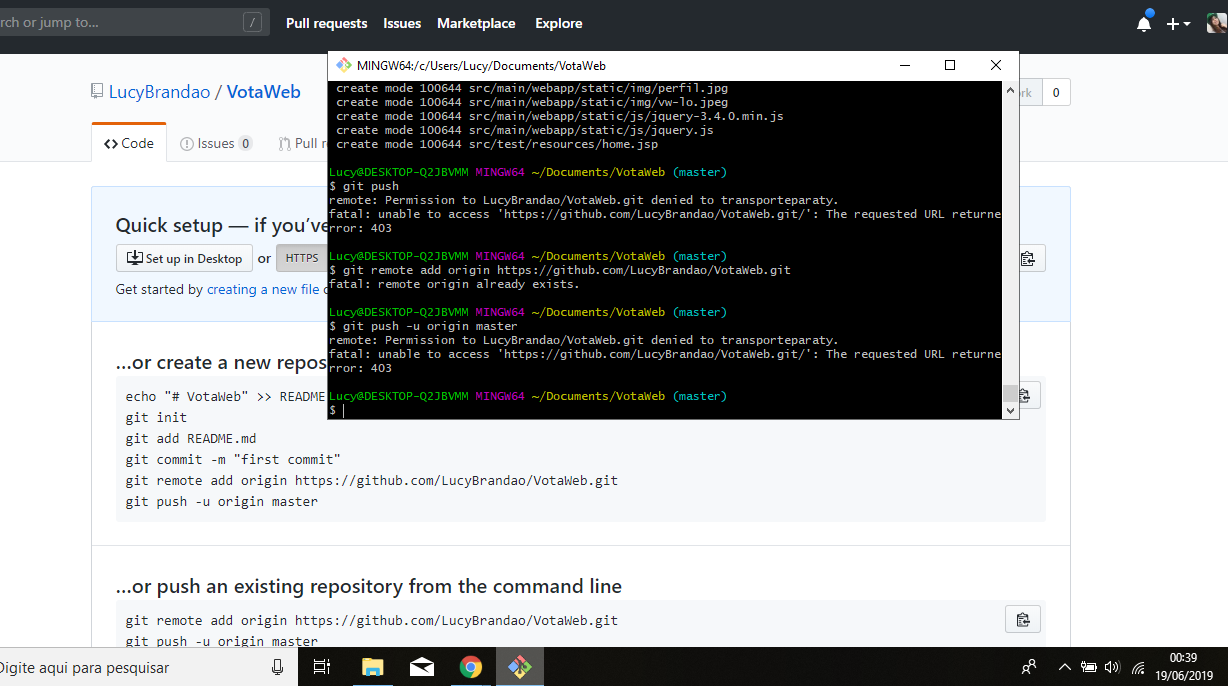 rch or jump to...
/
Pull requests
Issues
Marketplace
Explore
MINGW64:/c/Users/Lucy/Documents/VotaWeb
LucyBrandao / VotaWeb
rk
0
Code
Issues 0
Pull r
create mode 100644 src/main/webapp/static/img/perfil.jpg
create mode 100644 src/main/webapp/static/img/vw-lo.jpeg
create mode 100644 src/main/webapp/static/js/jquery-3.4.0.min.js
create mode 100644 src/main/webapp/static/js/jquery.js
create mode 100644 src/test/resources/home.jsp
Lucy@DESKTOP-Q2JBVMM MINGW64 ~/Documents/VotaWeb (master)
$ git push
remote: Permission to LucyBrandao/VotaWeb.git denied to transporteparaty.
fatal: unable to access 'https://github.com/LucyBrandao/VotaWeb.git/': The requested URL returne
rror: 403
Lucy@DESKTOP-Q2JBVMM MINGW64 ~/Documents/VotaWeb (master)
$ git remote add origin https://github.com/LucyBrandao/VotaWeb.git
fatal: remote origin already exists.
Lucy@DESKTOP-Q2JBVMM MINGW64 ~/Documents/VotaWeb (master)
$ git push -u origin master
remote: Permission to LucyBrandao/VotaWeb.git denied to transporteparaty.
fatal: unable to access 'https://github.com/LucyBrandao/VotaWeb.git/': The requested URL returne
rror: 403
Lucy@DESKTOP-Q2JBVMM MINGW64 ~/Documents/VotaWeb (master)
$
Quick setup — if you've
Set up in Desktop or HTTPS
Get started by creating a new file o
...or create a new repos
echo "# VotaWeb" >> README
git init
git add README.md
git commit -m "first commit"
git remote add origin https://github.com/LucyBrandao/VotaWeb.git
git push -u origin master
...or push an existing repository from the command line
git remote add origin https://github.com/LucyBrandao/VotaWeb.git
git push -u origin master
Digite aqui para pesquisar
00:39
19/06/2019